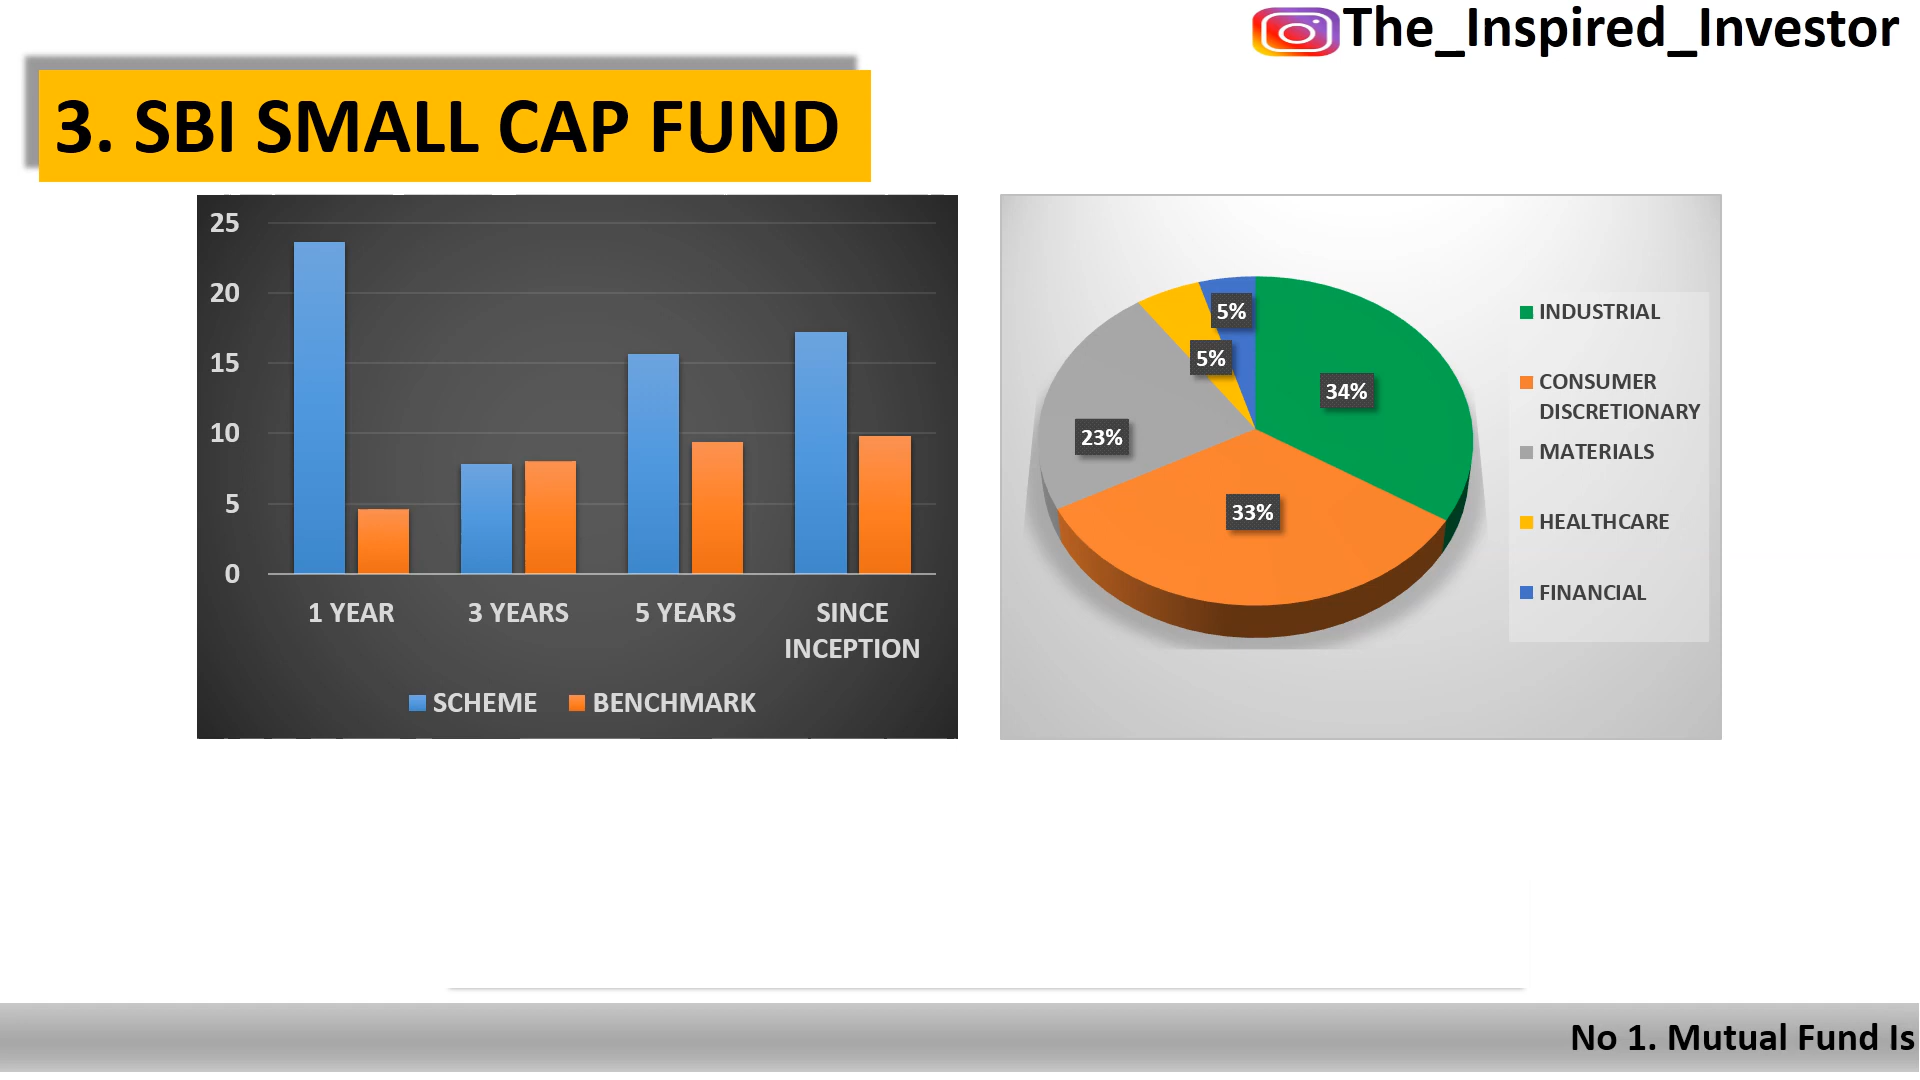 The_Inspired_Investor
3. SBI SMALL CAP FUND
25
20
15
10
5
0
1 YEAR
3 YEARS
5 YEARS
SINCE
INCEPTION
SCHEME
BENCHMARK
5%
5%
34%
23%
33%
INDUSTRIAL
CONSUMER
DISCRETIONARY
MATERIALS
HEALTHCARE
FINANCIAL
No 1. Mutual Fund Is